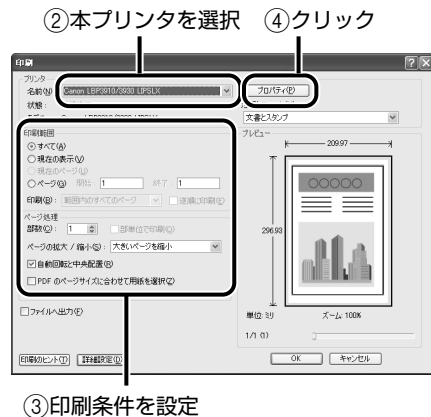 ②本プリンタを選択 ④クリック
印刷
プリンタ
名前(N): Canon LBP3910/3930 LIPSLX プロパティ(P)
状態:
文書とスタンプ
印刷範囲
プレビュー
すべて(A)
現在の表示(V)
現在のページ(U)
ページ(G) 開始: 1 終了: 1
印刷(B): 範囲内のすべてのページ 逆順に印刷(E)
209.97
ページ処理
部数(C): 1 部単位で印刷(O)
ページの拡大 / 縮小(S): 大きいページを縮小
自動回転と中央配置(R)
PDF のページサイズに合わせて用紙を選択(Z)
296.93
ファイルへ出力(F)
単位: ミリ ズーム: 100%
1/1 (1)
印刷のヒント(T) 詳細設定(D) OK キャンセル
③印刷条件を設定